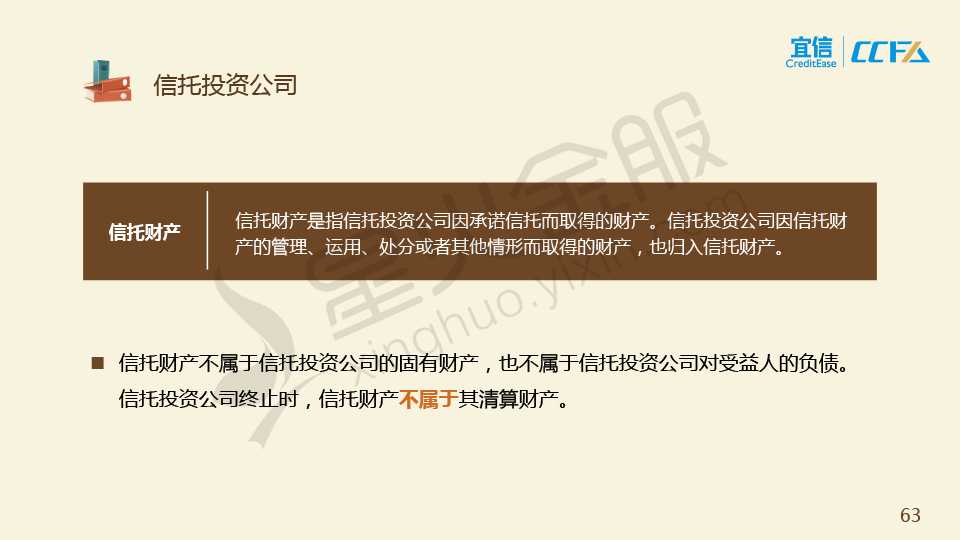 宜信
CreditEase
CCFA
信托投资公司
信托财产
信托财产是指信托投资公司因承诺信托而取得的财产。信托投资公司因信托财
产的管理、运用、处分或者其他情形而取得的财产，也归入信托财产。
星火金服
xinghuo.yixin.com
■ 信托财产不属于信托投资公司的固有财产，也不属于信托投资公司对受益人的负债。
信托投资公司终止时，信托财产不属于其清算财产。
63